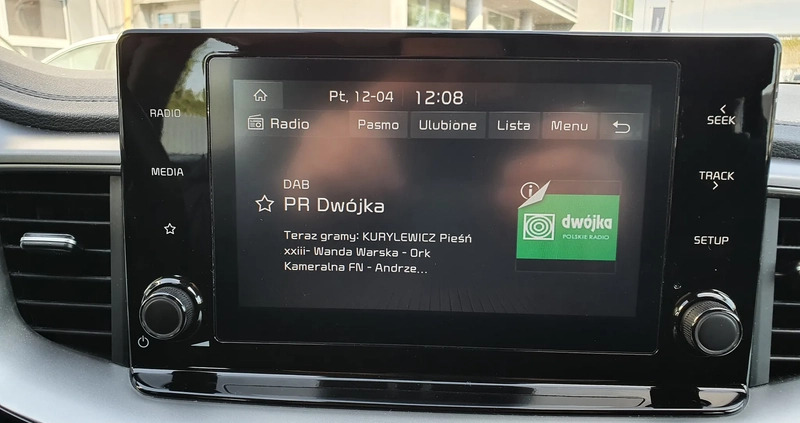 Pt, 12-04 12:08
Radio Pasmo Ulubione Lista Menu
RADIO
MEDIA
DAB
PR Dwójka
Teraz gramy: KURYLEWICZ Pieśń
xxiii- Wanda Warska - Ork
Kameralna FN - Andrze...
dwójka
POLSKIE RADIO
< SEEK
TRACK >
SETUP